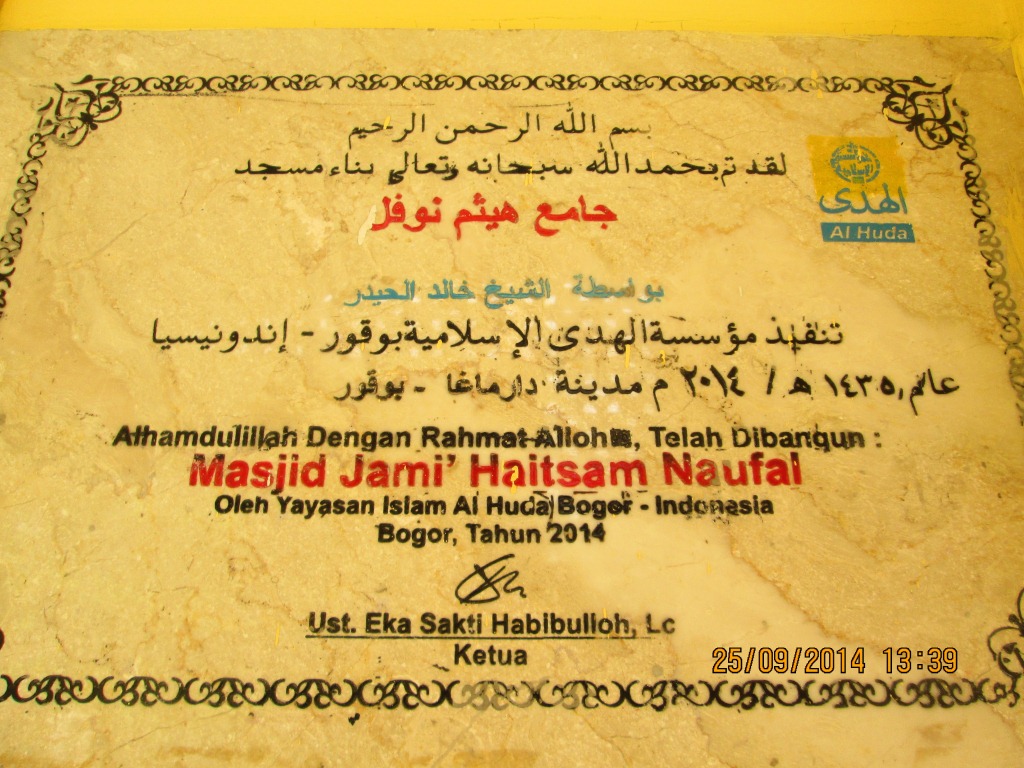 بسم الله الرحمن الرحيم
لقد تم بحمد الله سبحانه وتعالى بناء مسجد
جامع هيثم نوفل
الهدى
Al Huda
بواسطة الشيخ خالد الحيدر
تنفيذ مؤسسة الهدى الإسلامية بوقور - إندونيسيا
عام, ١٤٣٥ هـ / ٢٠١٤ م مدينة دارماغا - بوقور
Alhamdulillah Dengan Rahmat Alloh ﷻ, Telah Dibangun :
Masjid Jami' Haitsam Naufal
Oleh Yayasan Islam Al Huda Bogor - Indonesia
Bogor, Tahun 2014
Ust. Eka Sakti Habibulloh, Lc
Ketua
25/09/2014 13:39